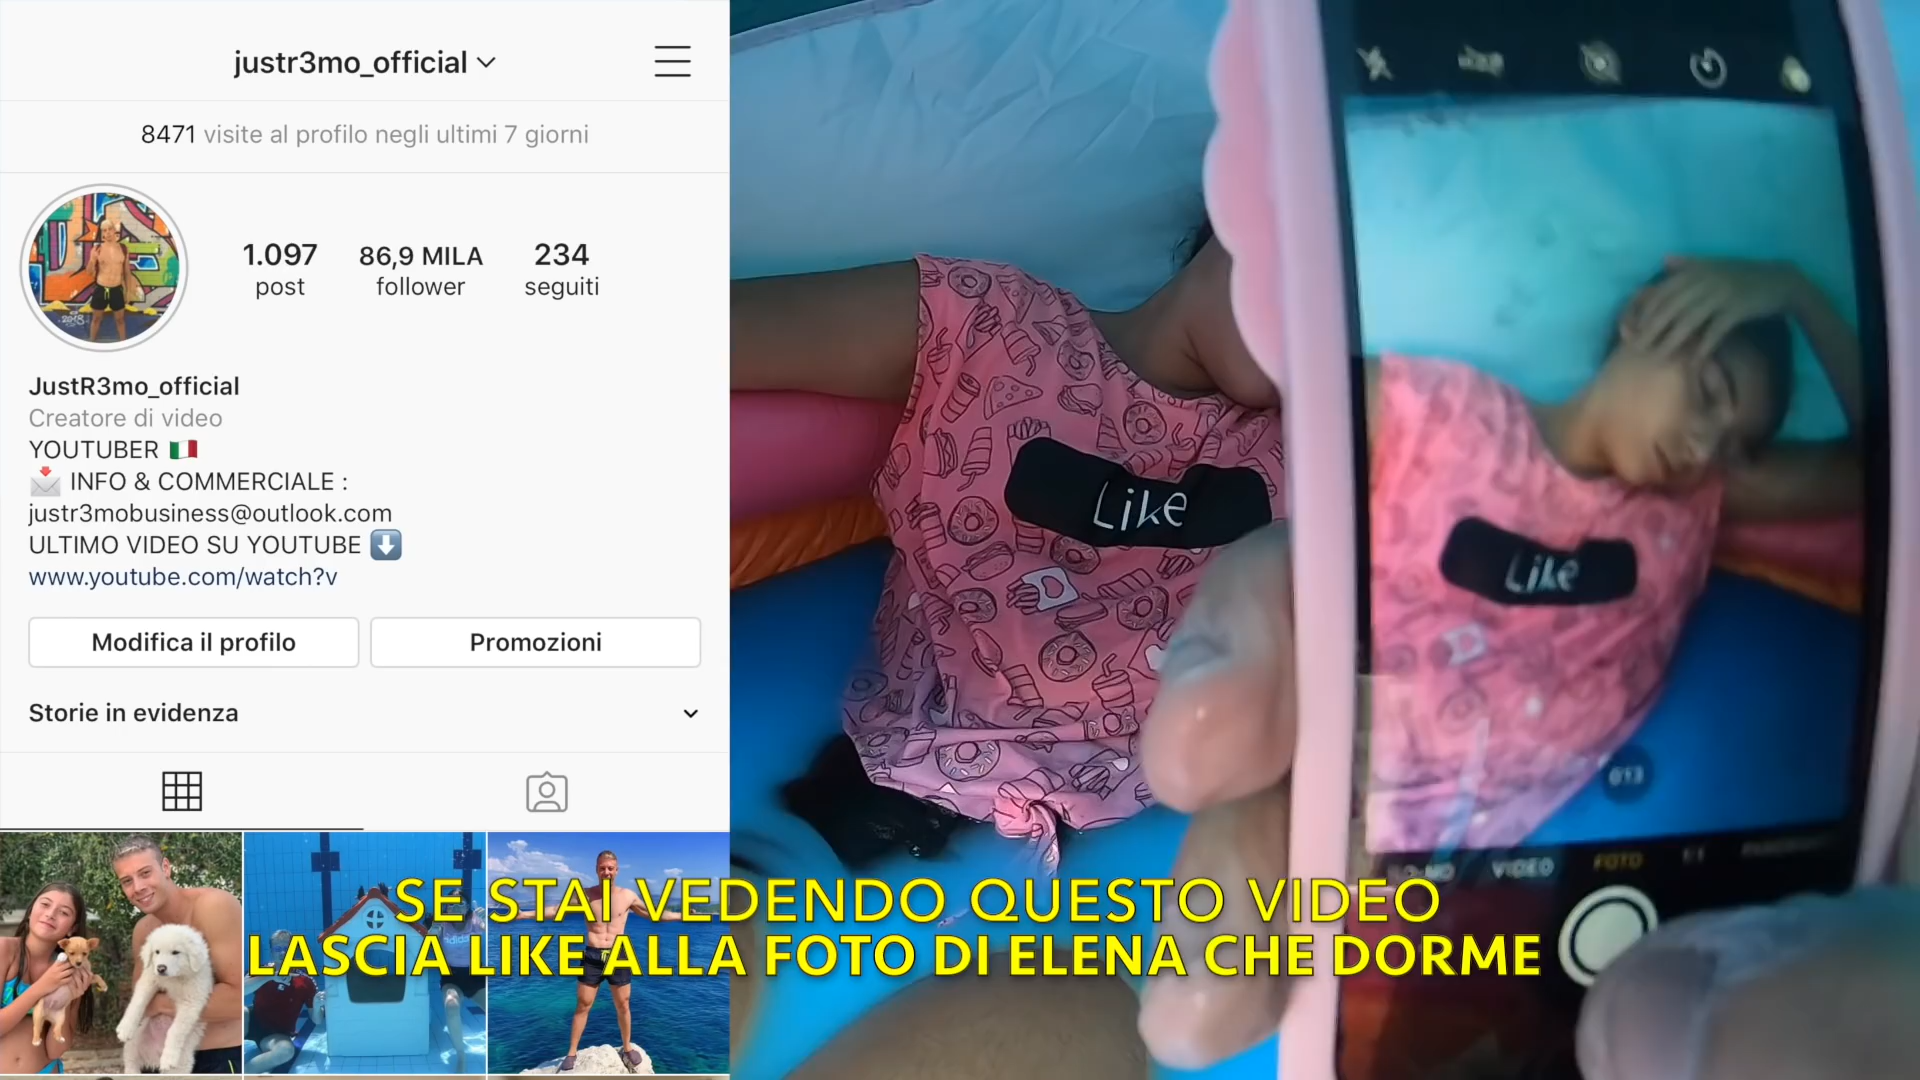 justr3mo_official
8471 visite al profilo negli ultimi 7 giorni
1.097 86,9 MILA 234
post follower seguiti
JustR3mo_official
Creatore di video
YOUTUBER
INFO & COMMERCIALE :
justr3mobusiness@outlook.com
ULTIMO VIDEO SU YOUTUBE
www.youtube.com/watch?v
Modifica il profilo Promozioni
Storie in evidenza
Like
Like
VIDEO FOTO 1:1
SE STAI VEDENDO QUESTO VIDEO
LASCIA LIKE ALLA FOTO DI ELENA CHE DORME